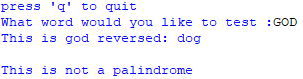 press 'q' to quit
What word would you like to test :GOD
This is god reversed: dog
This is not a palindrome